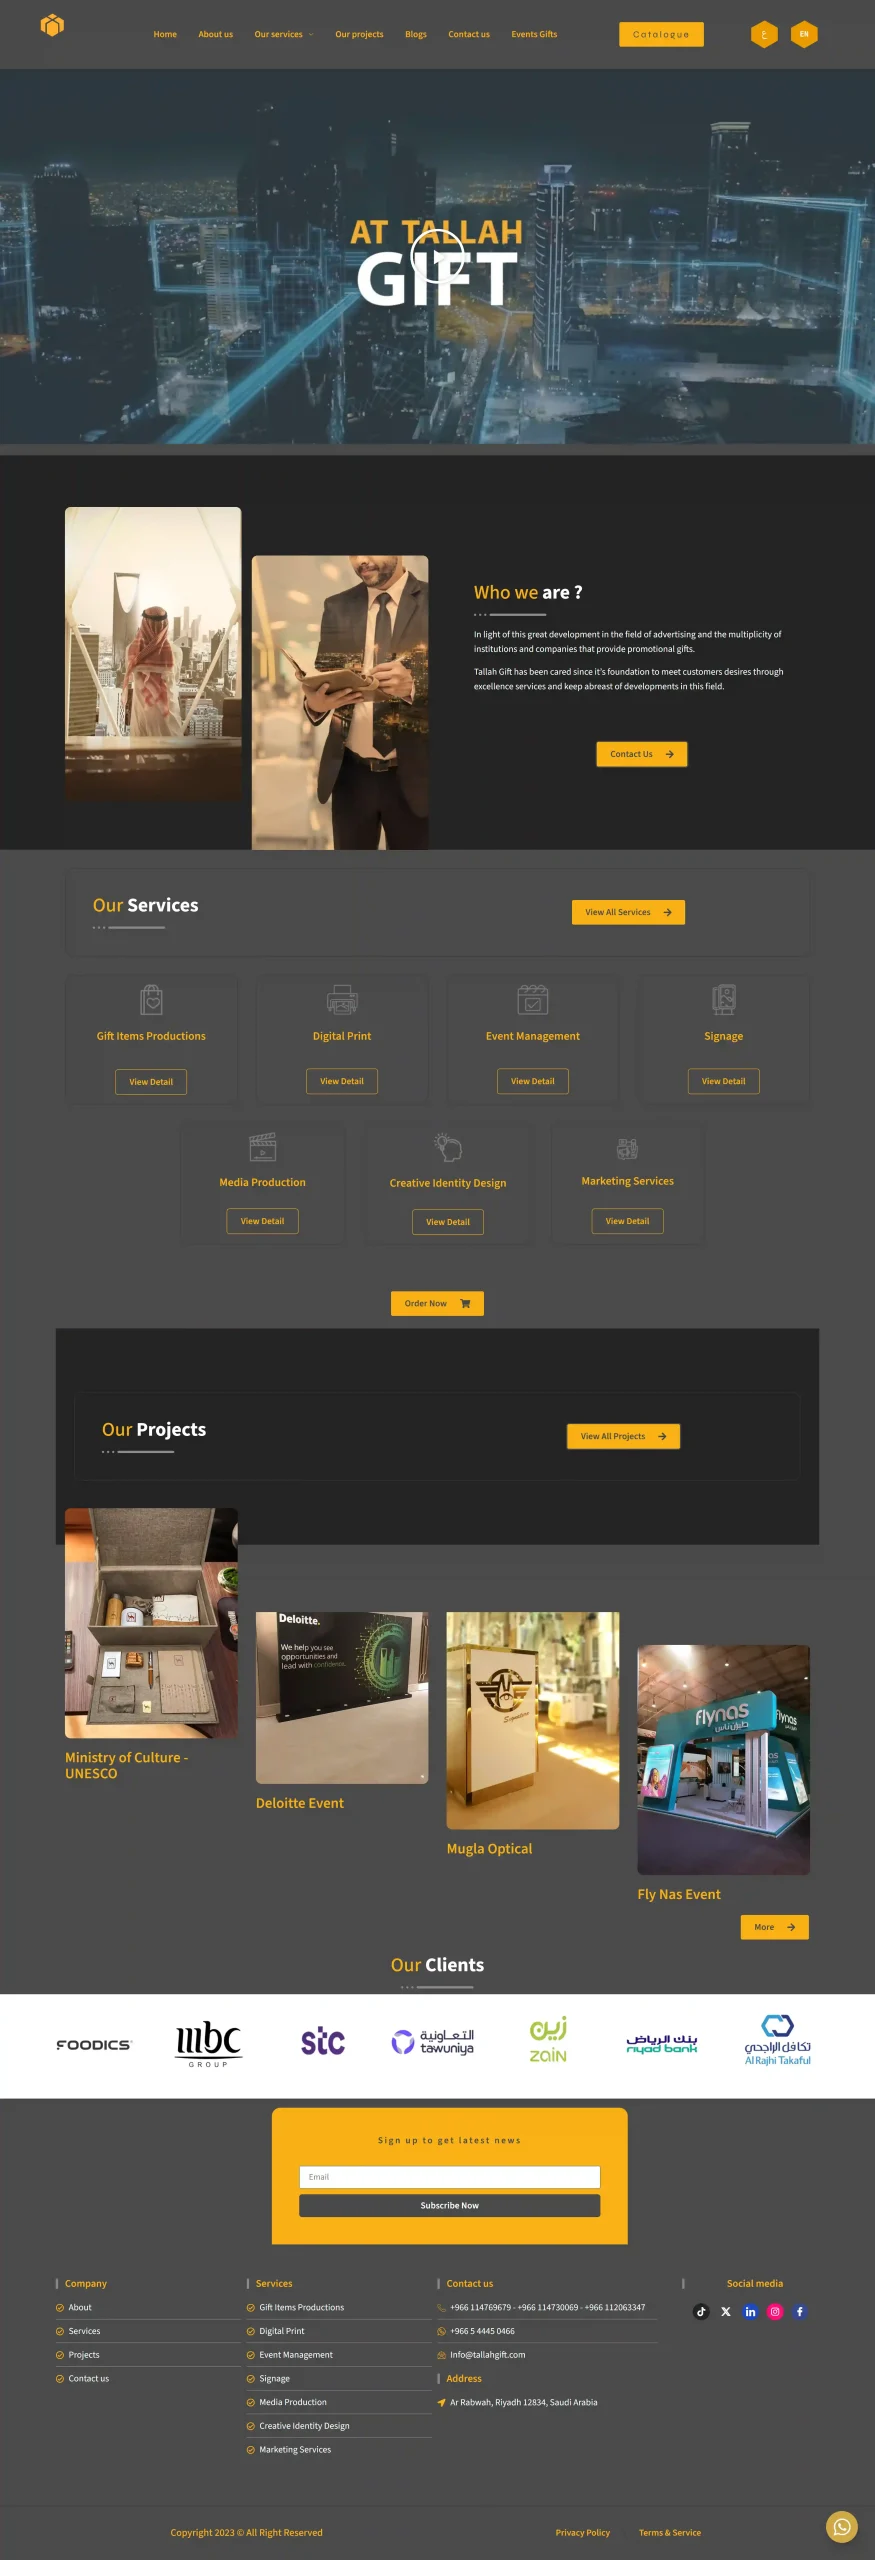 Home About us Our services Our projects Blogs Contact us Events Gifts Catalogue ع EN
AT TALLAH
GIFT
Who we are ?
In light of this great development in the field of advertising and the multiplicity of
institutions and companies that provide promotional gifts.
Tallah Gift has been cared since it's foundation to meet customers desires through
excellence services and keep abreast of developments in this field.
Contact Us
Our Services
View All Services
Gift Items Productions
View Detail
Digital Print
View Detail
Event Management
View Detail
Signage
View Detail
Media Production
View Detail
Creative Identity Design
View Detail
Marketing Services
View Detail
Order Now
Our Projects
View All Projects
Ministry of Culture -
UNESCO
Deloitte.
We help you see
opportunities and
lead with confidence.
Deloitte Event
Signature
Mugla Optical
flynas
طيران ناس
flynas
Fly Nas Event
More
Our Clients
FOODICS
mbc
GROUP
stc
التعاونية
tawuniya
زين
zain
بنك الرياض
riyad bank
تكافل الراجحي
Al Rajhi Takaful
Sign up to get latest news
Email
Subscribe Now
Company
About
Services
Projects
Contact us
Services
Gift Items Productions
Digital Print
Event Management
Signage
Media Production
Creative Identity Design
Marketing Services
Contact us
+966 114769679 - +966 114730069 - +966 112063347
+966 5 4445 0466
Info@tallahgift.com
Address
Ar Rabwah, Riyadh 12834, Saudi Arabia
Social media
Copyright 2023 © All Right Reserved
Privacy Policy Terms & Service